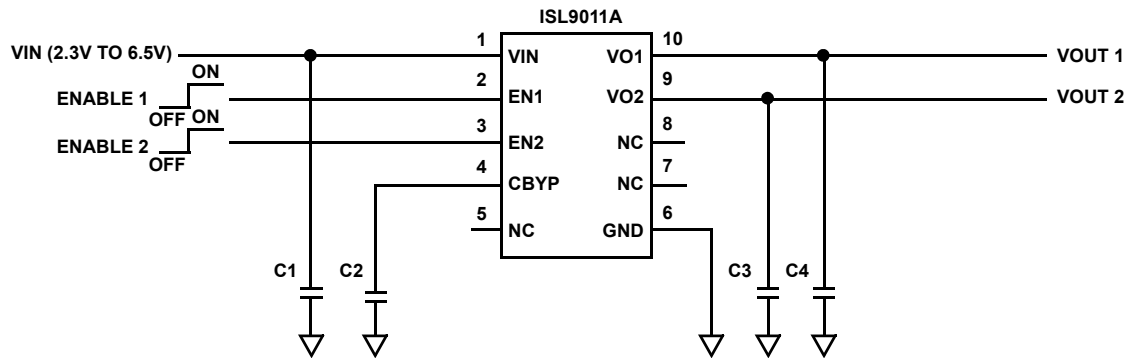 ISL9011A
VIN (2.3V TO 6.5V)
1
VIN
VO1
10
VOUT 1
ON
ENABLE 1
OFF
2
EN1
VO2
9
VOUT 2
ON
ENABLE 2
OFF
3
EN2
NC
8
4
CBYP
NC
7
5
NC
GND
6
C1
C2
C3
C4